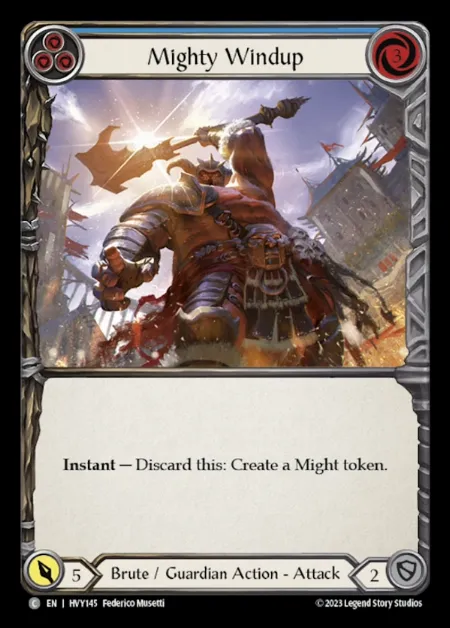 Mighty Windup
3
Instant — Discard this: Create a Might token.
5
Brute / Guardian Action - Attack
2
C EN | HVY145 Federico Musetti
© 2023 Legend Story Studios